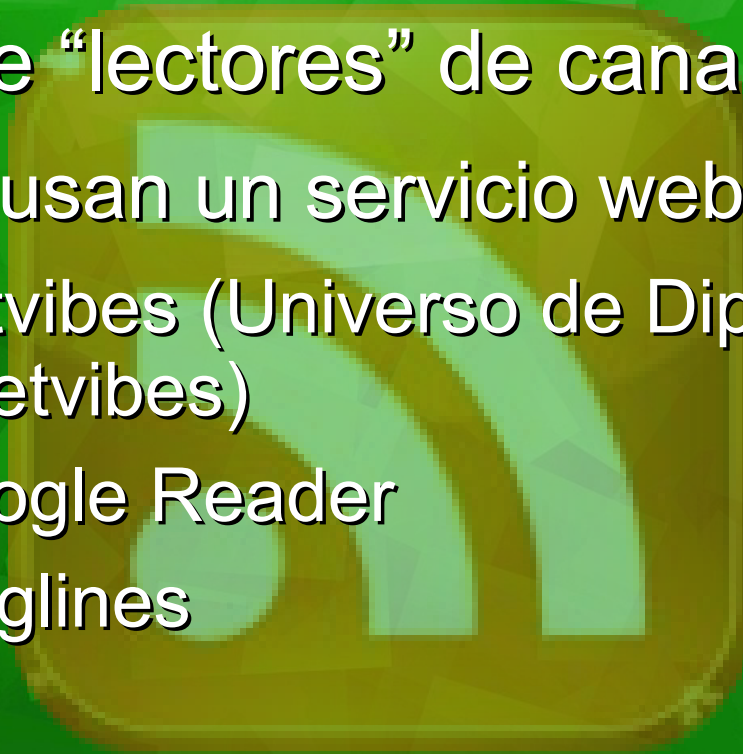 e “lectores” de cana
usan un servicio web
tvibes (Universo de Dip
etvibes)
ogle Reader
glines